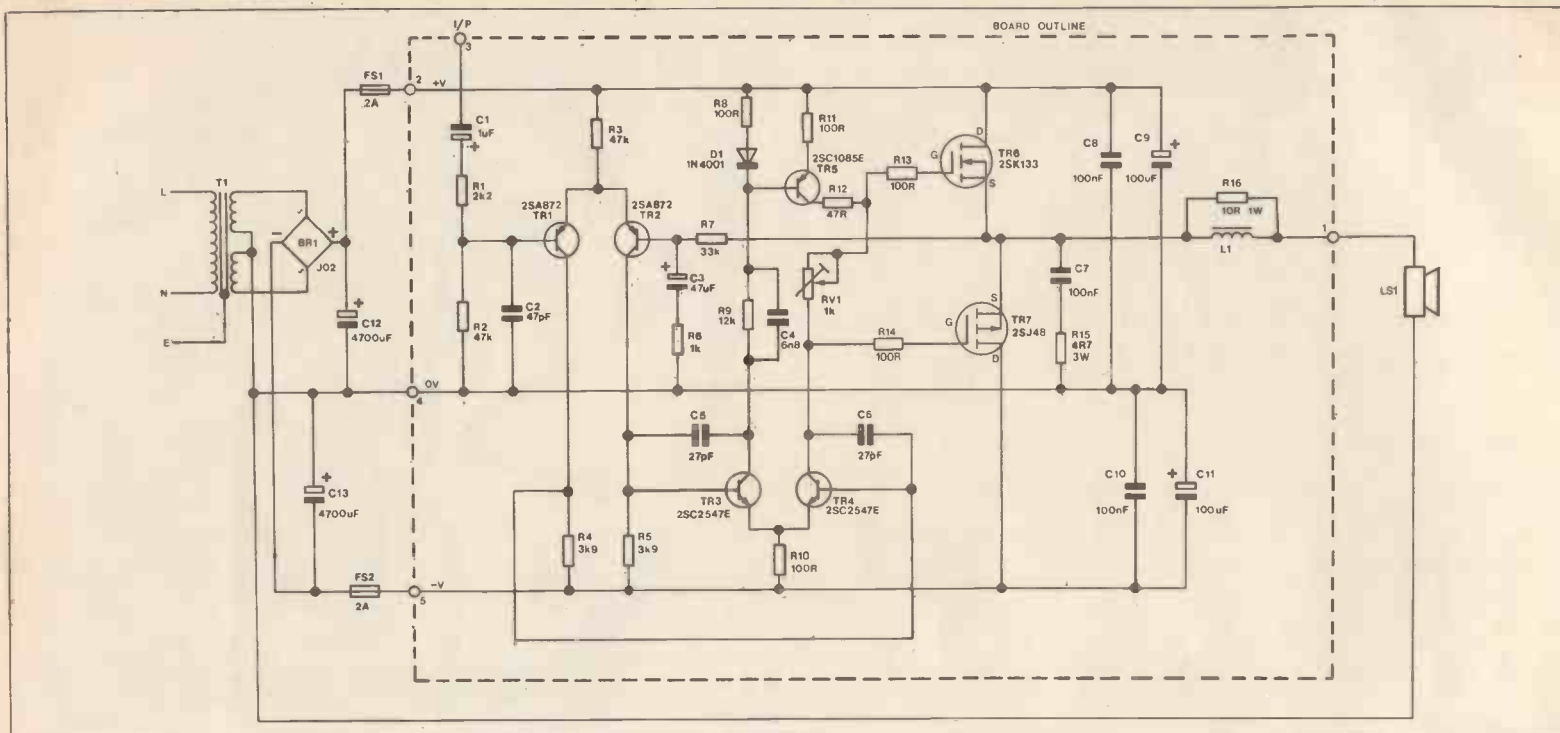 BOARD OUTLINE
I/P
3
FS1
2A
2
+V
C1
1uF
+
R1
2k2
R2
47k
C2
47pF
R3
47k
2SA872
TR1
2SA872
TR2
R7
33k
+
C3
47uF
R6
1k
R8
100R
D1
1N4001
R11
100R
2SC1085E
TR5
R12
47R
R13
100R
G
D
S
TR6
2SK133
R9
12k
C4
6n8
RV1
1k
R14
100R
G
S
D
TR7
2SJ48
C7
100nF
R15
4R7
3W
C8
100nF
C9
+
100uF
R16
10R 1W
L1
1
LS1
T1
L
N
E
−
BR1
+
J02
+
C12
4700uF
0V
4
+
C13
4700uF
FS2
2A
-V
5
C5
27pF
C6
27pF
TR3
2SC2547E
TR4
2SC2547E
R4
3k9
R5
3k9
R10
100R
C10
100nF
+
C11
100uF